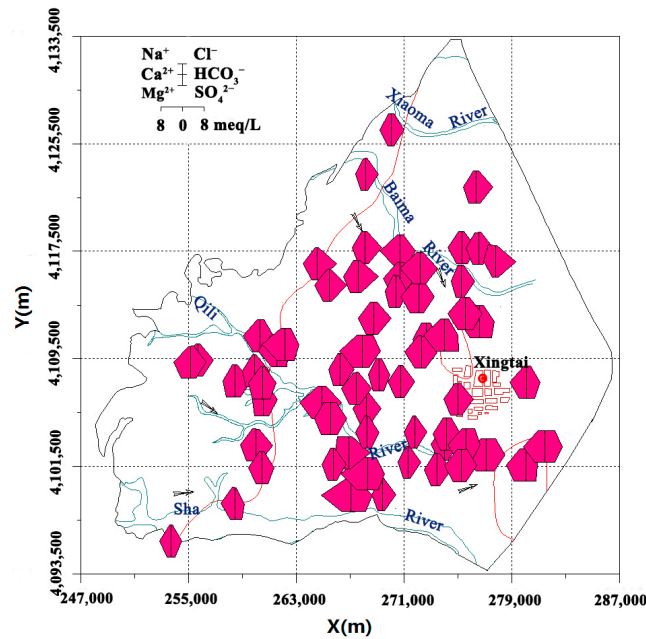 4,133,500
Na⁺ Cl⁻
Ca²⁺ HCO₃⁻
Mg²⁺ SO₄²⁻
8 0 8 meq/L
Xiaoma River
4,125,500
Baima
4,117,500
River
Y(m)
Qili
4,109,500
Xingtai
4,101,500
River
Sha
River
4,093,500
247,000 255,000 263,000 271,000 279,000 287,000
X(m)